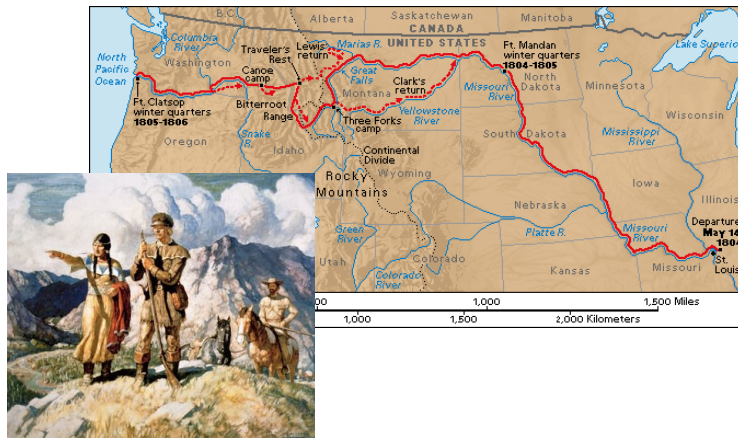 B.C.
Alberta
Saskatchewan
Manitoba
CANADA
UNITED STATES
North
Pacific
Ocean
Columbia
River
Washington
Traveler's
Rest
Lewis'
return
Marias R.
Ft. Mandan
winter quarters
1804-1805
Lake Superior
Canoe
camp
Great
Falls
Clark's
return
Montana
Missouri
River
North
Dakota
Minnesota
Ft. Clatsop
winter quarters
1805-1806
Bitterroot
Range
Yellowstone
River
Three Forks
camp
Wisconsin
Oregon
Snake
R.
Idaho
South Dakota
Mississippi
River
Continental
Divide
Rocky
Mountains
Wyoming
Iowa
Illinois
Nebraska
Departure
May 14
1804
Green
River
Platte R.
Missouri
River
St.
Louis
Utah
Colorado
Colorado
River
Kansas
Missouri
00
1,000
1,500 Miles
1,000
1,500
2,000 Kilometers